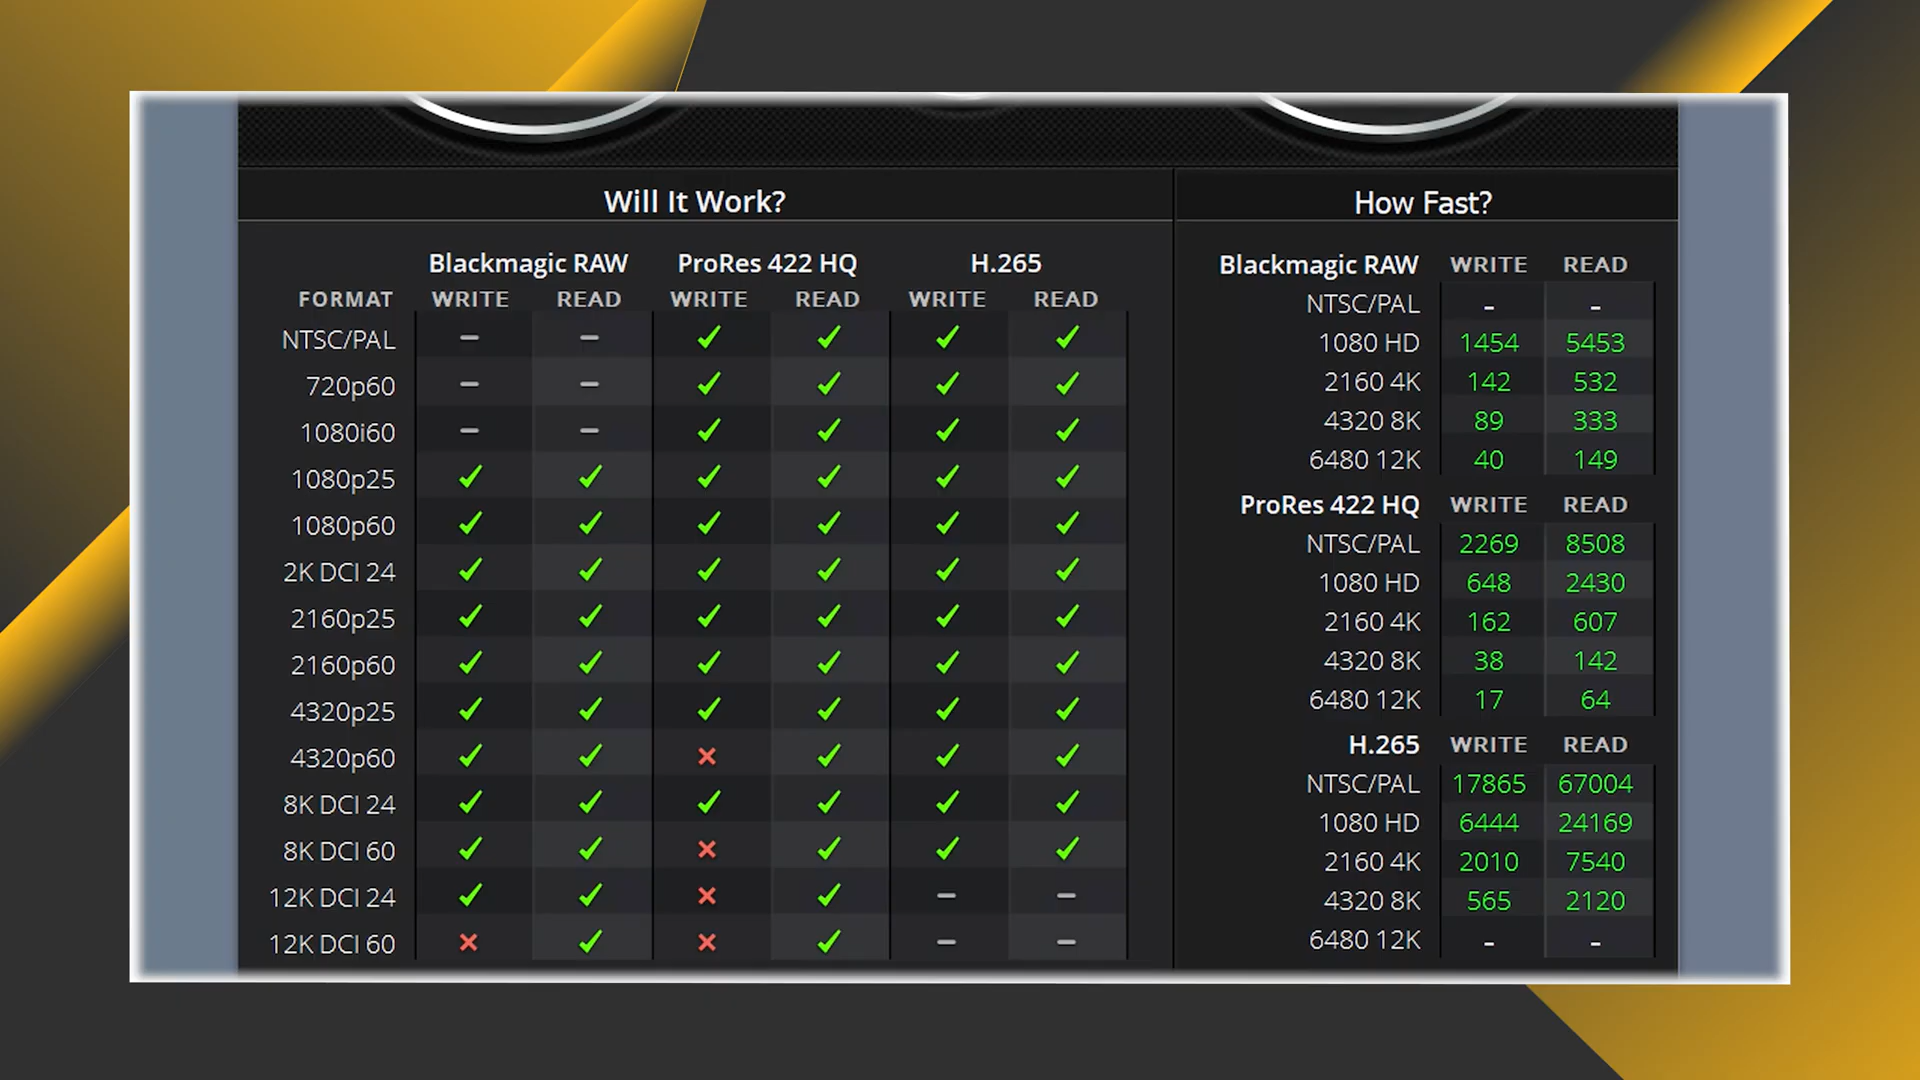 Will It Work?
Blackmagic RAW ProRes 422 HQ H.265
FORMAT WRITE READ WRITE READ WRITE READ
NTSC/PAL – – ✓ ✓ ✓ ✓
720p60 – – ✓ ✓ ✓ ✓
1080i60 – – ✓ ✓ ✓ ✓
1080p25 ✓ ✓ ✓ ✓ ✓ ✓
1080p60 ✓ ✓ ✓ ✓ ✓ ✓
2K DCI 24 ✓ ✓ ✓ ✓ ✓ ✓
2160p25 ✓ ✓ ✓ ✓ ✓ ✓
2160p60 ✓ ✓ ✓ ✓ ✓ ✓
4320p25 ✓ ✓ ✓ ✓ ✓ ✓
4320p60 ✓ ✓ ✗ ✓ ✓ ✓
8K DCI 24 ✓ ✓ ✓ ✓ ✓ ✓
8K DCI 60 ✓ ✓ ✗ ✓ ✓ ✓
12K DCI 24 ✓ ✓ ✗ ✓ – –
12K DCI 60 ✗ ✓ ✗ ✓ – –
How Fast?
Blackmagic RAW WRITE READ
NTSC/PAL - -
1080 HD 1454 5453
2160 4K 142 532
4320 8K 89 333
6480 12K 40 149
ProRes 422 HQ WRITE READ
NTSC/PAL 2269 8508
1080 HD 648 2430
2160 4K 162 607
4320 8K 38 142
6480 12K 17 64
H.265 WRITE READ
NTSC/PAL 17865 67004
1080 HD 6444 24169
2160 4K 2010 7540
4320 8K 565 2120
6480 12K - -